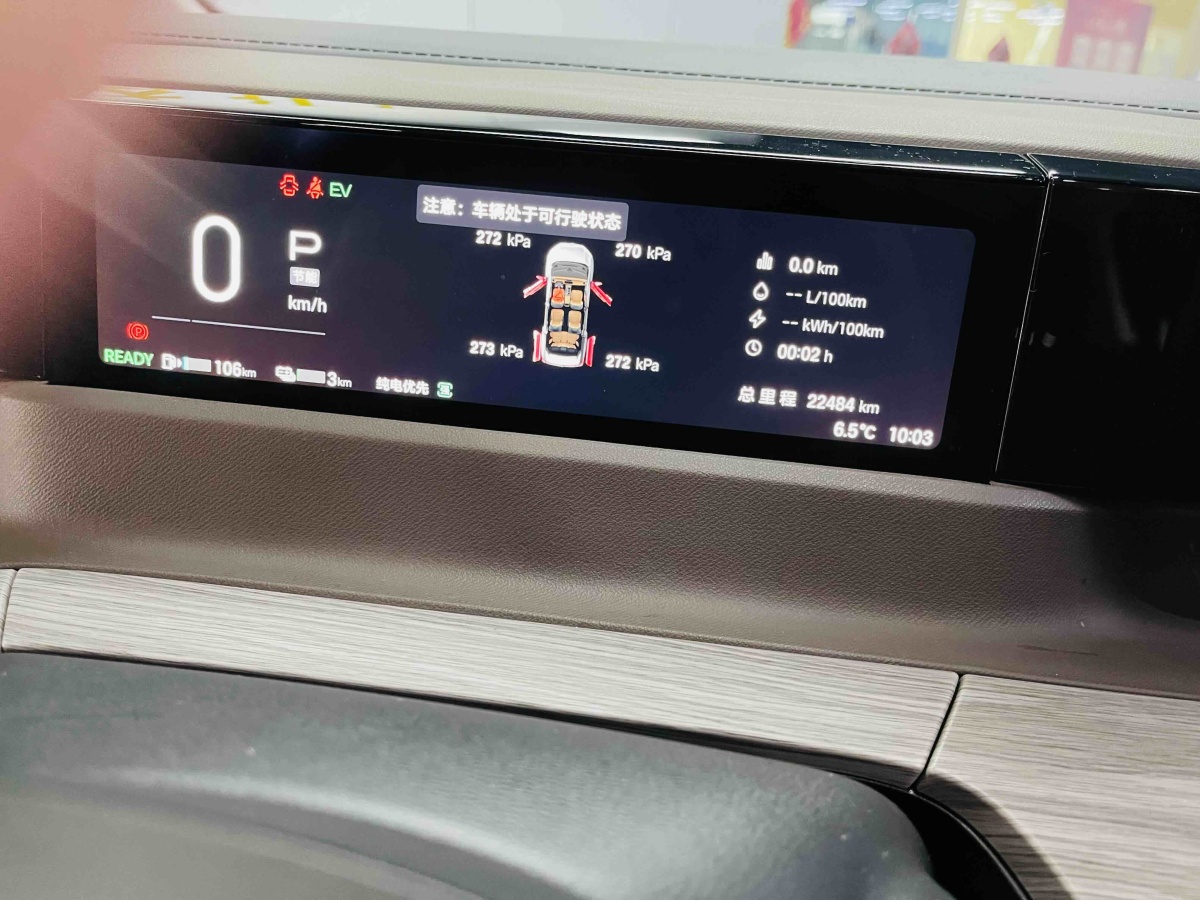 EV
注意：车辆处于可行驶状态
0
P
节能
km/h
272 kPa
270 kPa
273 kPa
272 kPa
0.0 km
-- L/100km
-- kWh/100km
00:02 h
总里程 22484 km
6.5℃ 10:03
P
READY
106km
3km
纯电优先